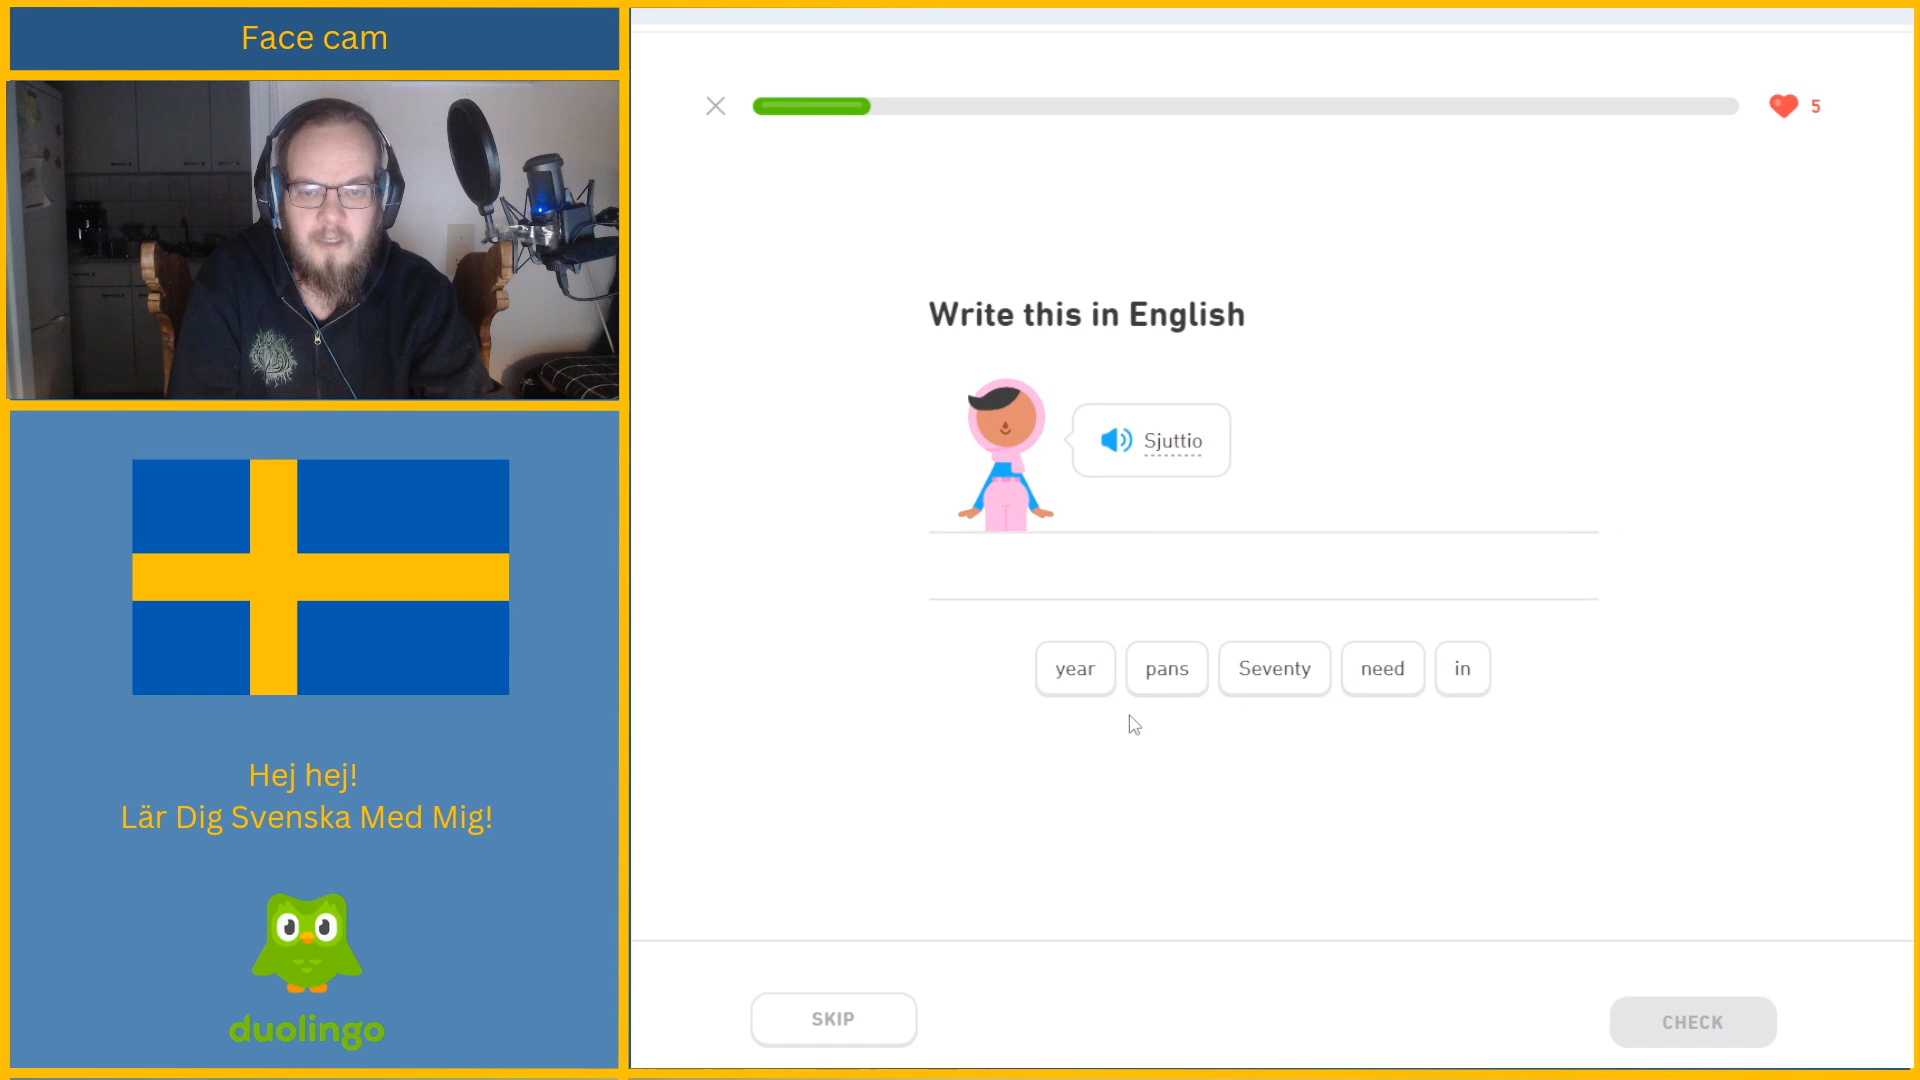 Face cam
5
Write this in English
Sjuttio
year pans Seventy need in
Hej hej!
Lär Dig Svenska Med Mig!
duolingo
SKIP
CHECK